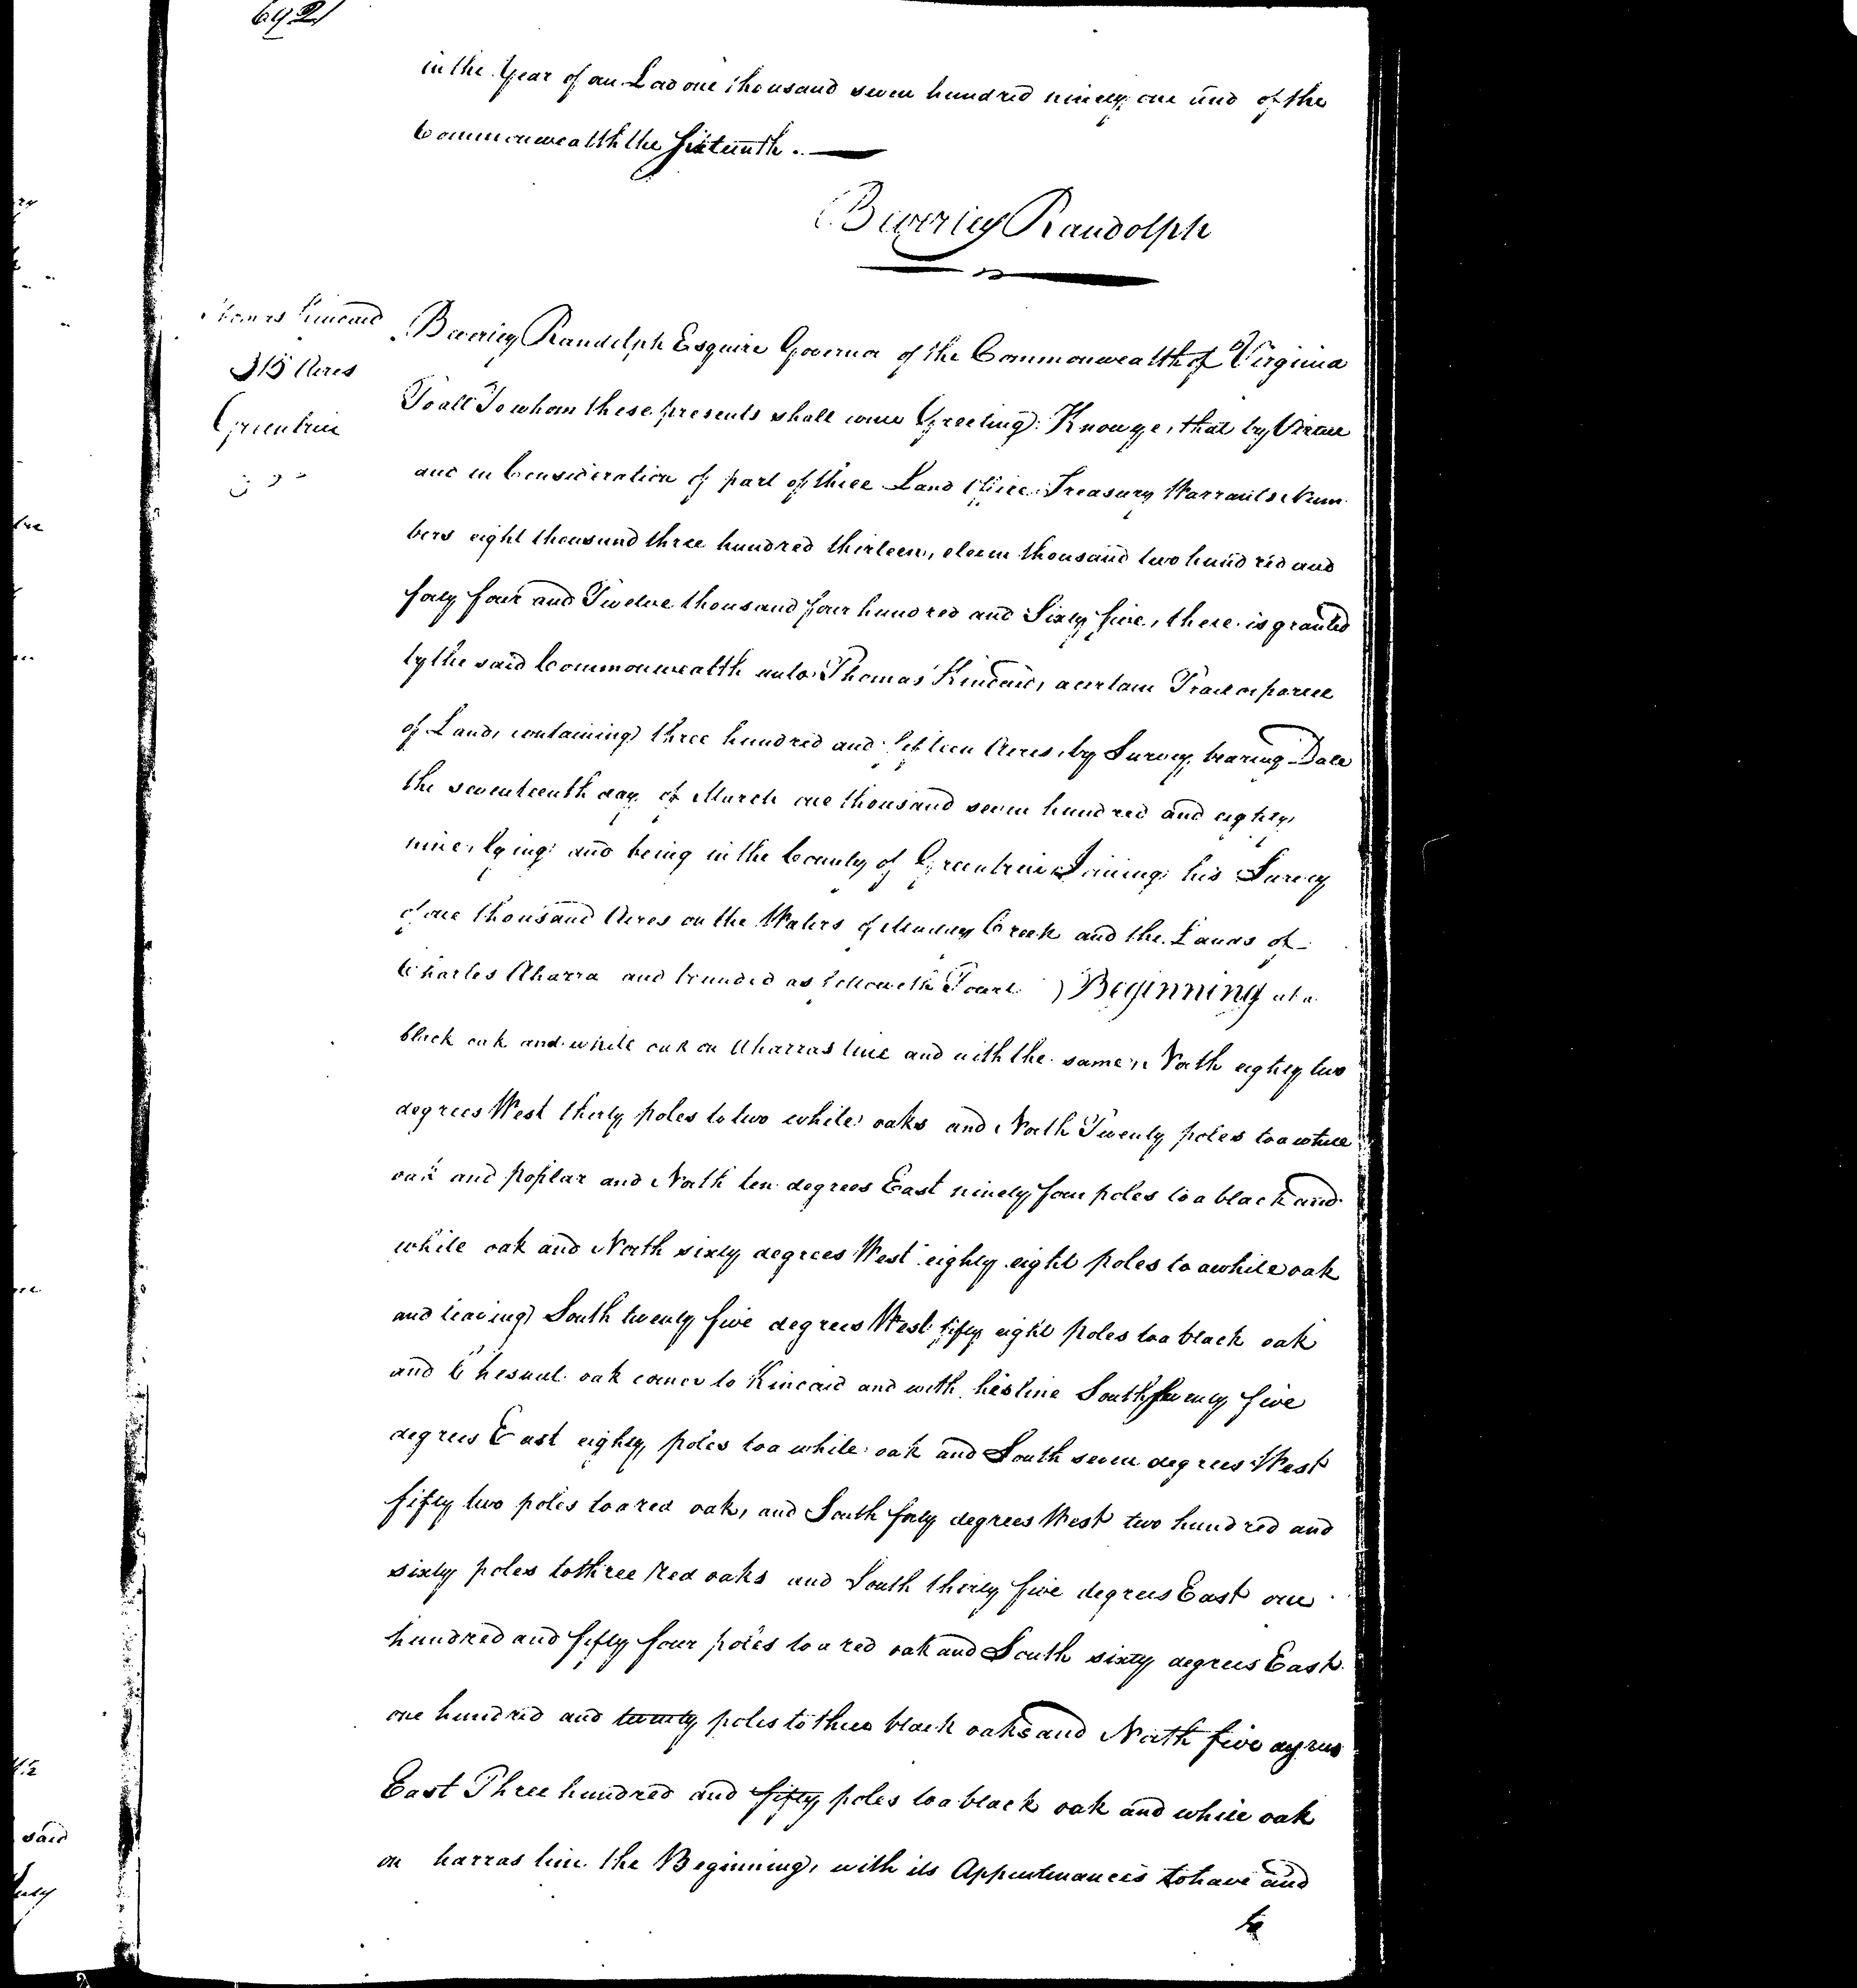 692
in the Year of our Lord one thousand seven hundred ninety one and of the
Commonwealth the sixteenth.
Beverley Randolph
Thomas Kincaid
315 Acres
Greenbrier
Beverley Randolph Esquire Governor of the Commonwealth of Virginia
To all To whom these presents shall come Greeting: Know ye, that by Virtue
and in Consideration of part of three Land Office Treasury Warrants Num
bers eight thousand three hundred thirteen, eleven thousand two hundred and
forty four and Twelve thousand four hundred and Sixty five, there is granted
by the said Commonwealth unto Thomas Kincaid, a certain Tract or parcel
of Land, containing three hundred and fifteen Acres, by Survey bearing Date
the seventeenth day of March one thousand seven hundred and eighty
nine, lying and being in the County of Greenbrier Joining his Survey
of one thousand Acres on the Waters of Muddy Creek and the Lands of
Charles Aharra and bounded as followeth Towit ) Beginning at a
black oak and white oak on Aharras line and with the same, North eighty two
degrees West thirty poles to two white oaks and North Twenty poles to a white
oak and poplar and North ten degrees East ninety four poles to a black and
white oak and North sixty degrees West eighty eight poles to a white oak
and leaving South twenty five degrees West fifty eight poles to a black oak
and Chesnut oak corner to Kincaid and with his line South twenty five
degrees East eighty poles to a white oak and South seven degrees West
fifty two poles to a red oak, and South forty degrees West two hundred and
sixty poles to three red oaks and South thirty five degrees East one
hundred and fifty four poles to a red oak and South sixty degrees East
one hundred and twenty poles to three black oaks and North five degrees
East Three hundred and fifty poles to a black oak and white oak
on harras line the Beginning, with its Appurtenances to have and
to
said
July